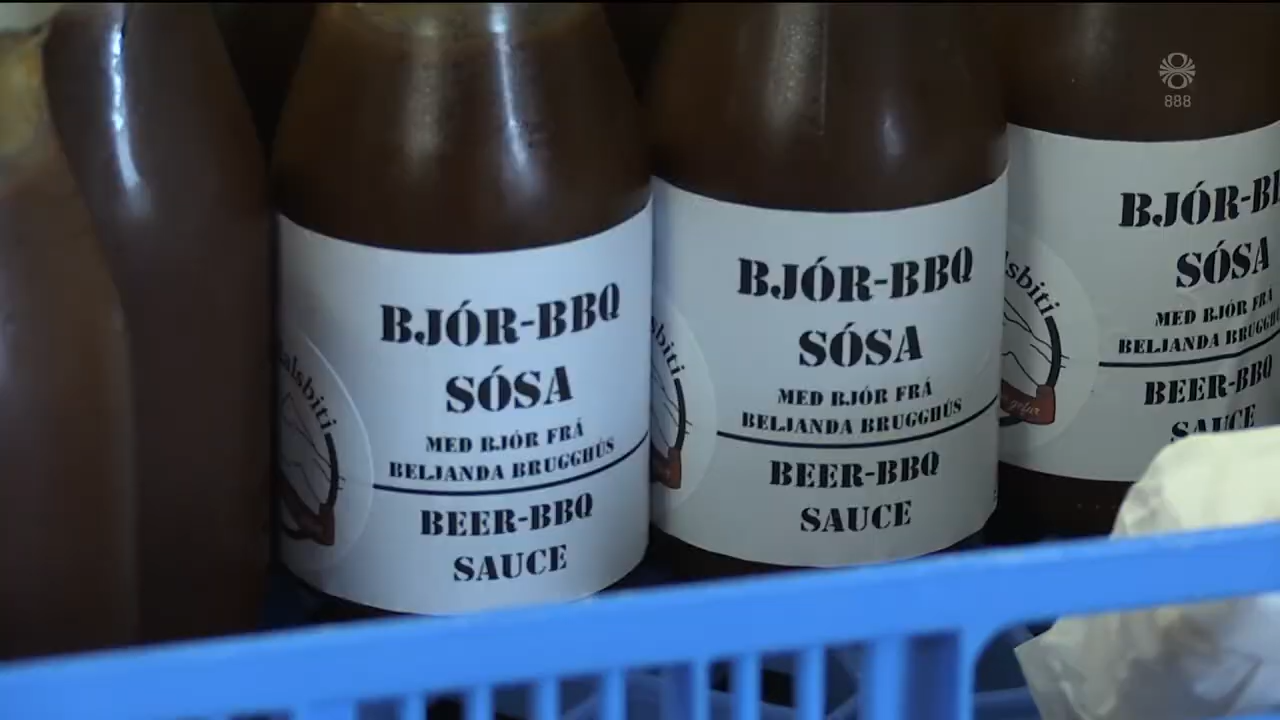 888
BJÓR-BBQ
SÓSA
MED BJÓR FRÁ
BELJANDA BRUGGHÚS
BEER-BBQ
SAUCE
BJÓR-BBQ
SÓSA
MED BJÓR FRÁ
BELJANDA BRUGGHÚS
BEER-BBQ
SAUCE
SÓSA
MED BJÓR FRÁ
BEER-BBQ
SAUCE